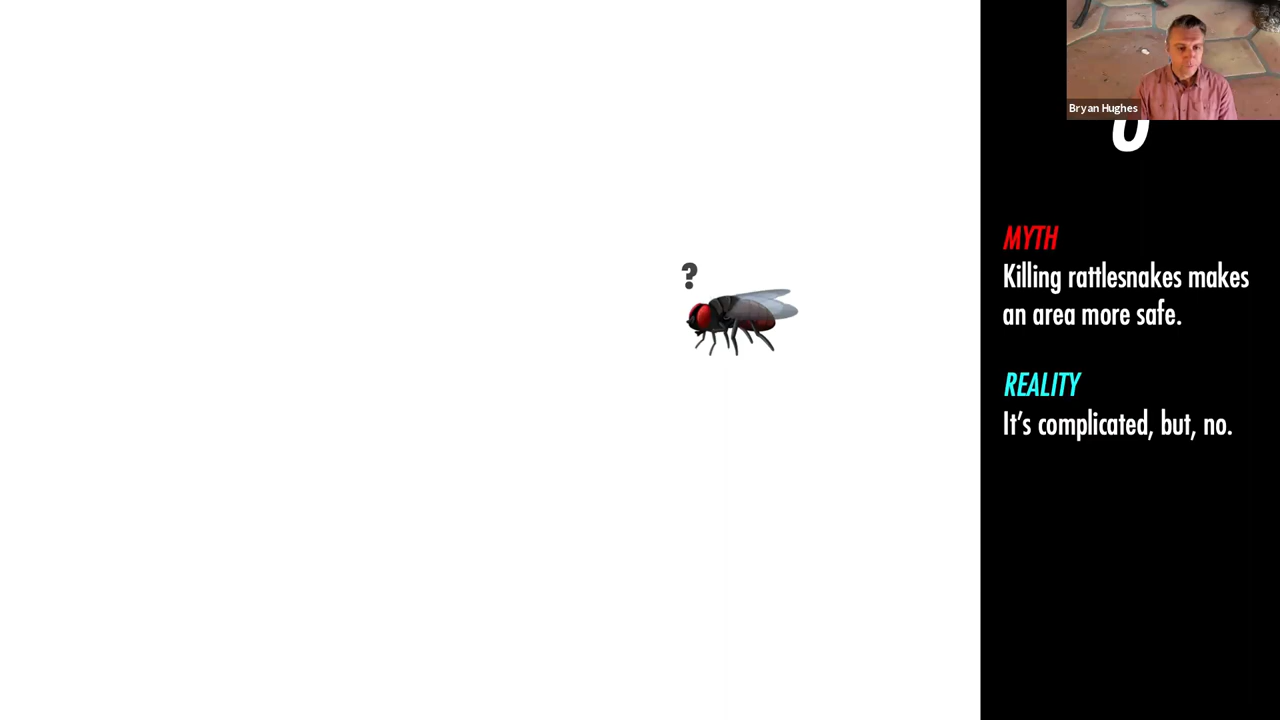 Bryan Hughes
?
MYTH
Killing rattlesnakes makes
an area more safe.
REALITY
It's complicated, but, no.